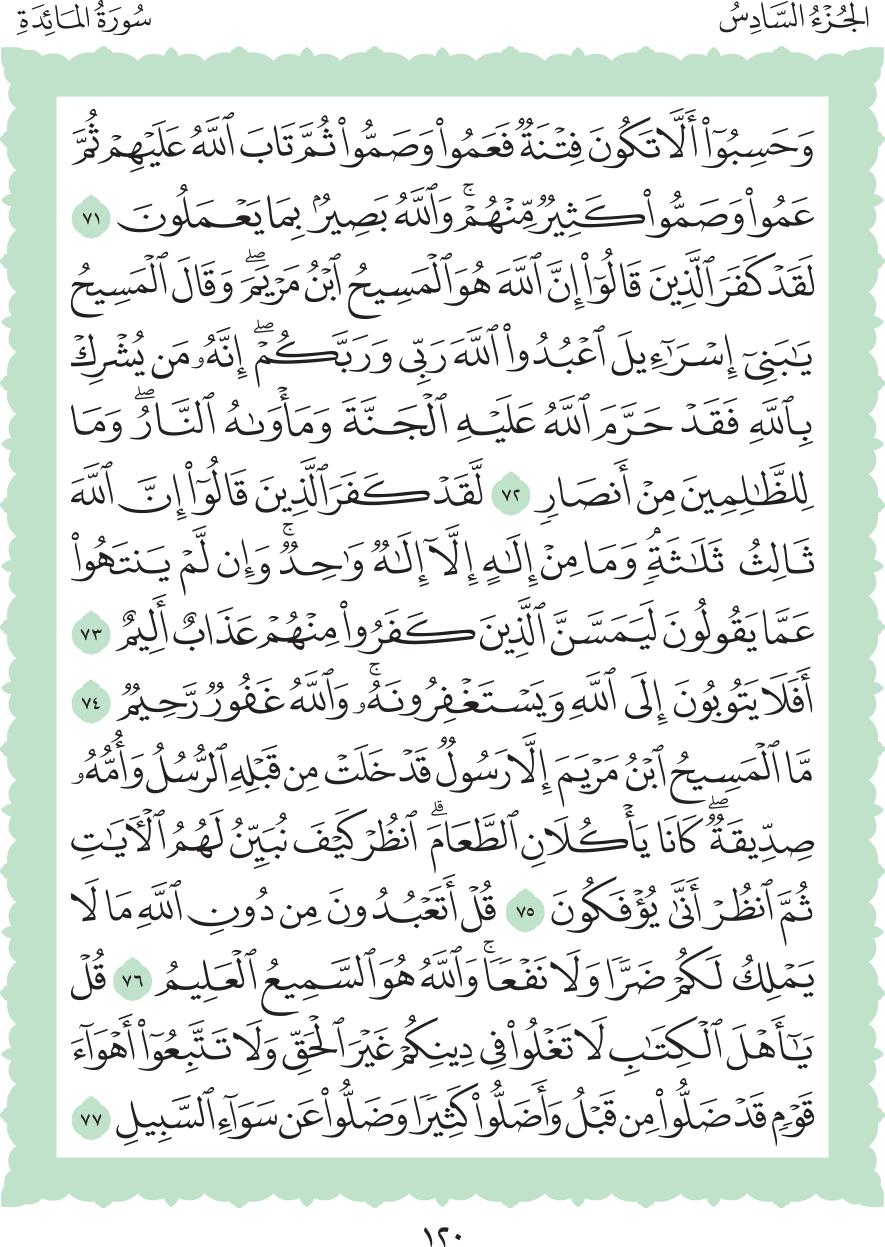 الجُزْءُ السَّادِسُ
سُورَةُ المَائِدَةِ
وَحَسِبُوٓا۟ أَلَّا تَكُونَ فِتْنَةٌۭ فَعَمُوا۟ وَصَمُّوا۟ ثُمَّ تَابَ ٱللَّهُ عَلَيْهِمْ ثُمَّ
عَمُوا۟ وَصَمُّوا۟ كَثِيرٌۭ مِّنْهُمْ ۚ وَٱللَّهُ بَصِيرٌۢ بِمَا يَعْمَلُونَ ٧١
لَقَدْ كَفَرَ ٱلَّذِينَ قَالُوٓا۟ إِنَّ ٱللَّهَ هُوَ ٱلْمَسِيحُ ٱبْنُ مَرْيَمَ ۖ وَقَالَ ٱلْمَسِيحُ
يَـٰبَنِىٓ إِسْرَٰٓءِيلَ ٱعْبُدُوا۟ ٱللَّهَ رَبِّى وَرَبَّكُمْ ۖ إِنَّهُۥ مَن يُشْرِكْ
بِٱللَّهِ فَقَدْ حَرَّمَ ٱللَّهُ عَلَيْهِ ٱلْجَنَّةَ وَمَأْوَىٰهُ ٱلنَّارُ ۖ وَمَا
لِلظَّـٰلِمِينَ مِنْ أَنصَارٍۢ ٧٢ لَّقَدْ كَفَرَ ٱلَّذِينَ قَالُوٓا۟ إِنَّ ٱللَّهَ
ثَالِثُ ثَلَـٰثَةٍۢ ۘ وَمَا مِنْ إِلَـٰهٍ إِلَّآ إِلَـٰهٌۭ وَٰحِدٌۭ ۚ وَإِن لَّمْ يَنتَهُوا۟
عَمَّا يَقُولُونَ لَيَمَسَّنَّ ٱلَّذِينَ كَفَرُوا۟ مِنْهُمْ عَذَابٌ أَلِيمٌ ٧٣
أَفَلَا يَتُوبُونَ إِلَى ٱللَّهِ وَيَسْتَغْفِرُونَهُۥ ۚ وَٱللَّهُ غَفُورٌۭ رَّحِيمٌۭ ٧٤
مَّا ٱلْمَسِيحُ ٱبْنُ مَرْيَمَ إِلَّا رَسُولٌۭ قَدْ خَلَتْ مِن قَبْلِهِ ٱلرُّسُلُ وَأُمُّهُۥ
صِدِّيقَةٌۭ ۖ كَانَا يَأْكُلَانِ ٱلطَّعَامَ ۗ ٱنظُرْ كَيْفَ نُبَيِّنُ لَهُمُ ٱلْـَٔايَـٰتِ
ثُمَّ ٱنظُرْ أَنَّىٰ يُؤْفَكُونَ ٧٥ قُلْ أَتَعْبُدُونَ مِن دُونِ ٱللَّهِ مَا لَا
يَمْلِكُ لَكُمْ ضَرًّۭا وَلَا نَفْعًۭا ۚ وَٱللَّهُ هُوَ ٱلسَّمِيعُ ٱلْعَلِيمُ ٧٦ قُلْ
يَـٰٓأَهْلَ ٱلْكِتَـٰبِ لَا تَغْلُوا۟ فِى دِينِكُمْ غَيْرَ ٱلْحَقِّ وَلَا تَتَّبِعُوٓا۟ أَهْوَآءَ
قَوْمٍۢ قَدْ ضَلُّوا۟ مِن قَبْلُ وَأَضَلُّوا۟ كَثِيرًۭا وَضَلُّوا۟ عَن سَوَآءِ ٱلسَّبِيلِ ٧٧
١٢٠